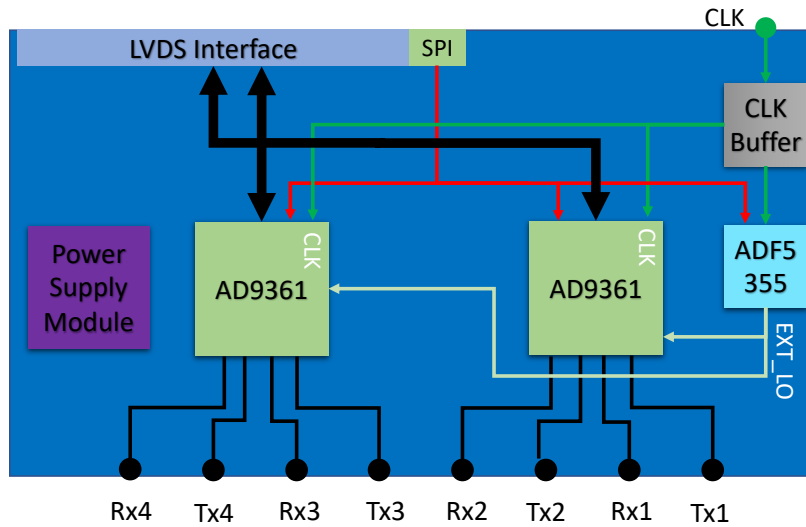 CLK
LVDS Interface
SPI
CLK
Buffer
Power
Supply
Module
CLK
AD9361
CLK
AD9361
ADF5
355
EXT_LO
Rx4
Tx4
Rx3
Tx3
Rx2
Tx2
Rx1
Tx1